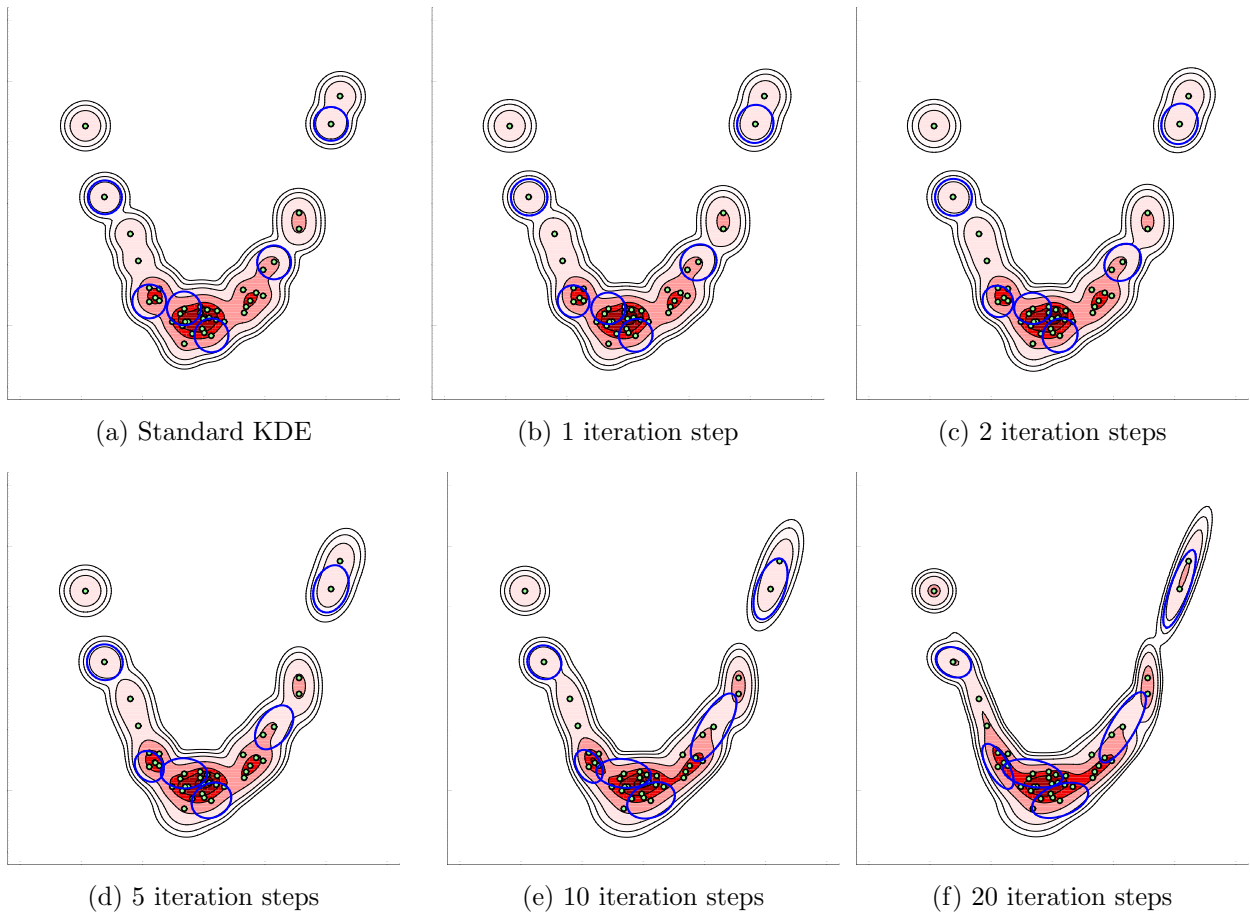 (a) Standard KDE
(b) 1 iteration step
(c) 2 iteration steps
(d) 5 iteration steps
(e) 10 iteration steps
(f) 20 iteration steps